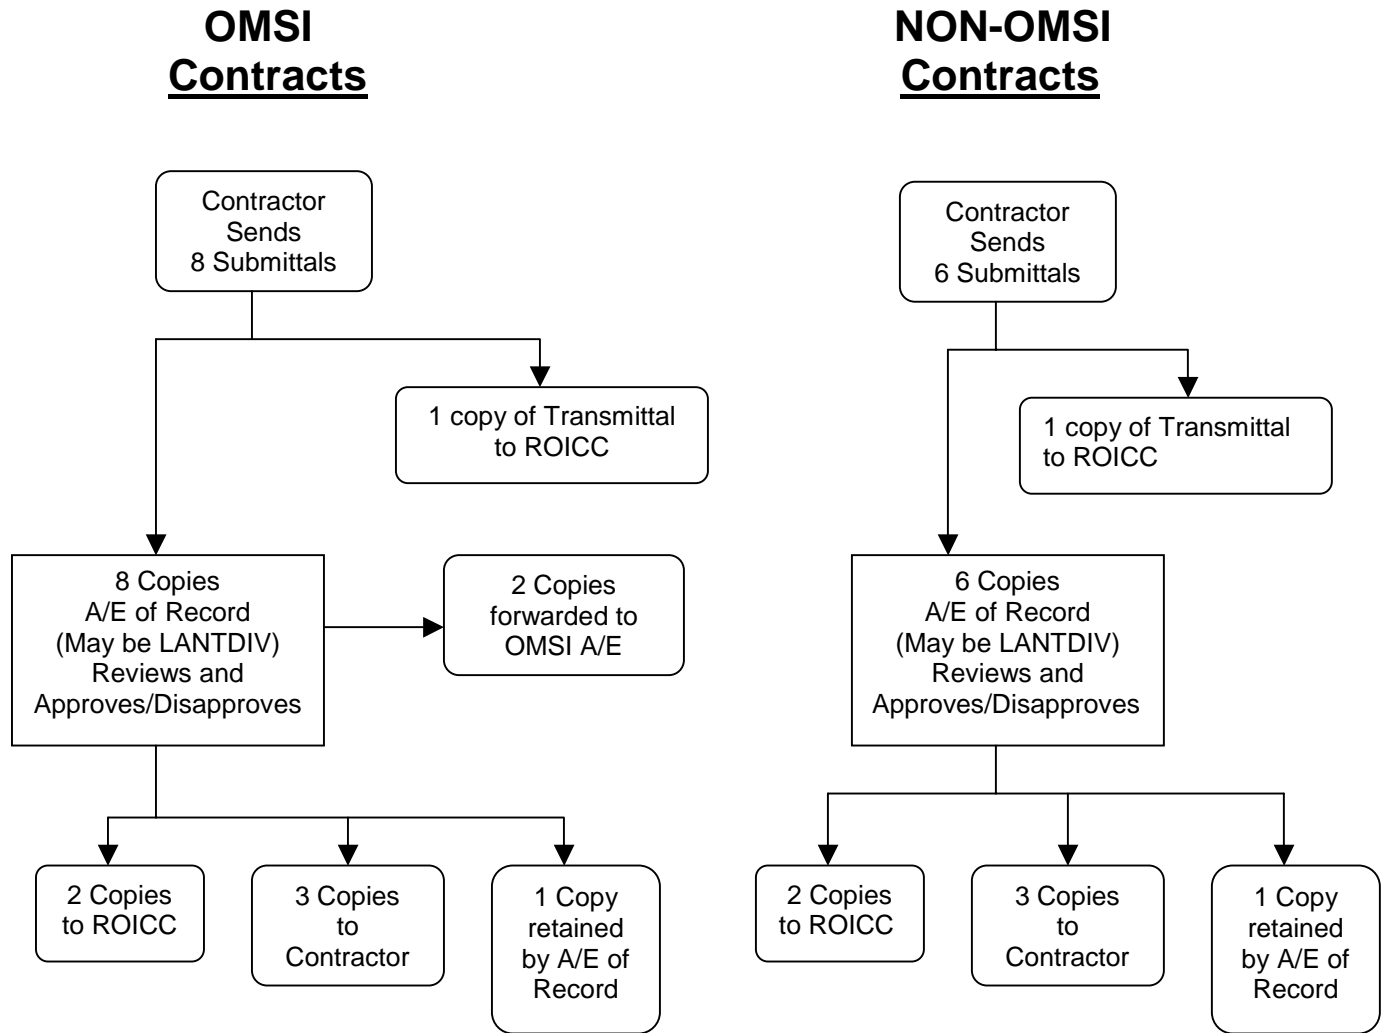 OMSI
Contracts
Contractor
Sends
8 Submittals
1 copy of Transmittal
to ROICC
8 Copies
A/E of Record
(May be LANTDIV)
Reviews and
Approves/Disapproves
2 Copies
forwarded to
OMSI A/E
2 Copies
to ROICC
3 Copies
to
Contractor
1 Copy
retained
by A/E of
Record
NON-OMSI
Contracts
Contractor
Sends
6 Submittals
1 copy of Transmittal
to ROICC
6 Copies
A/E of Record
(May be LANTDIV)
Reviews and
Approves/Disapproves
2 Copies
to ROICC
3 Copies
to
Contractor
1 Copy
retained
by A/E of
Record